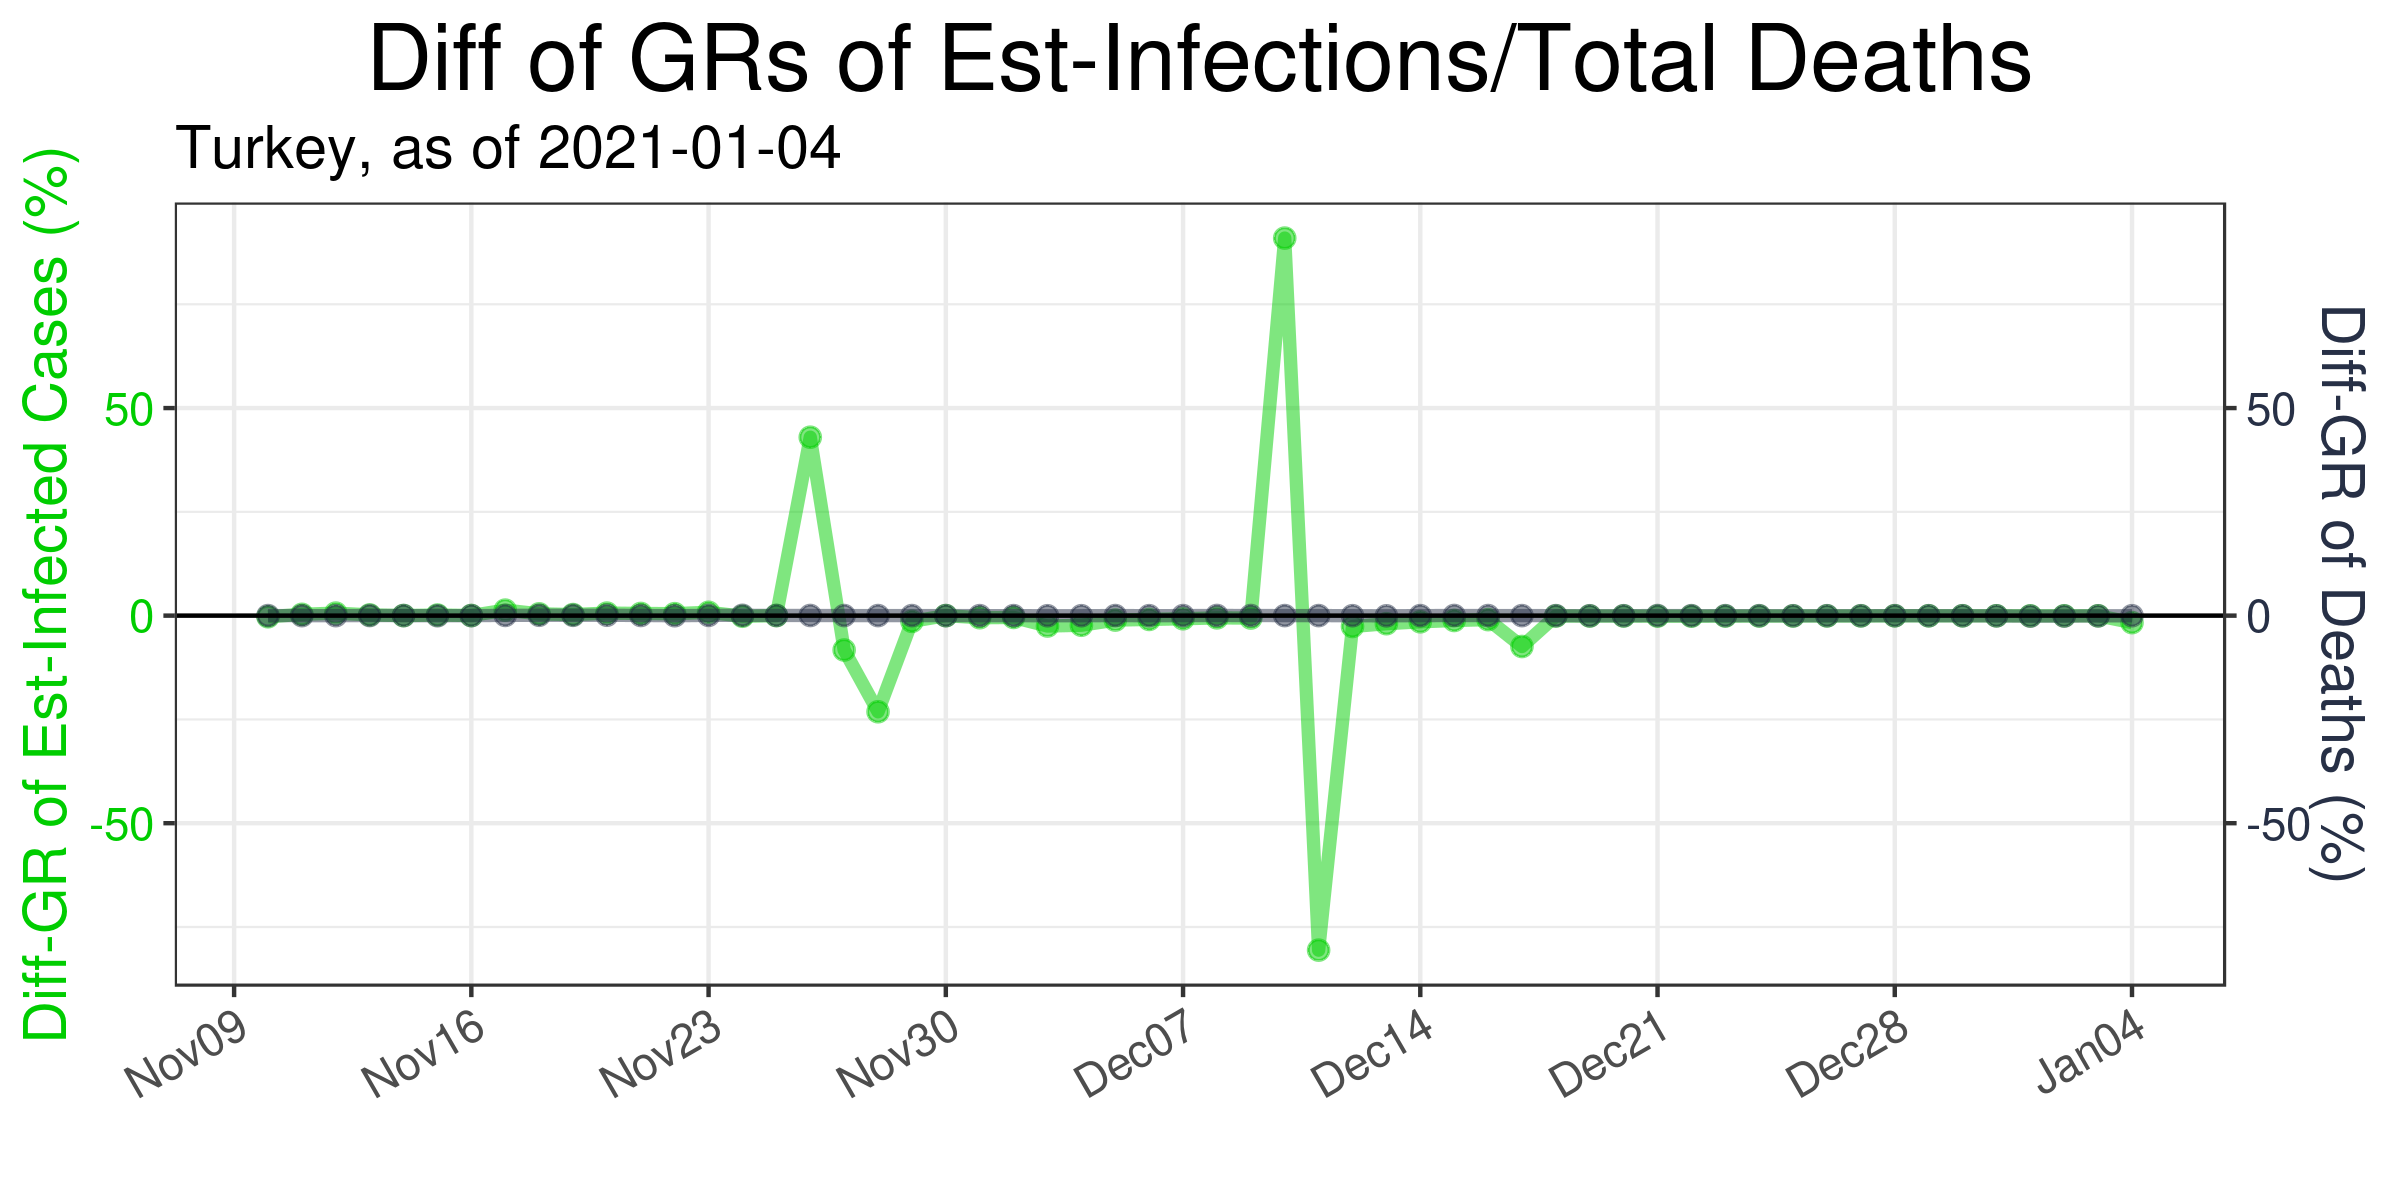 Diff of GRs of Est-Infections/Total Deaths
Turkey, as of 2021-01-04
Diff-GR of Est-Infected Cases (%)
50
0
-50
50
0
-50
Diff-GR of Deaths (%)
Nov09
Nov16
Nov23
Nov30
Dec07
Dec14
Dec21
Dec28
Jan04